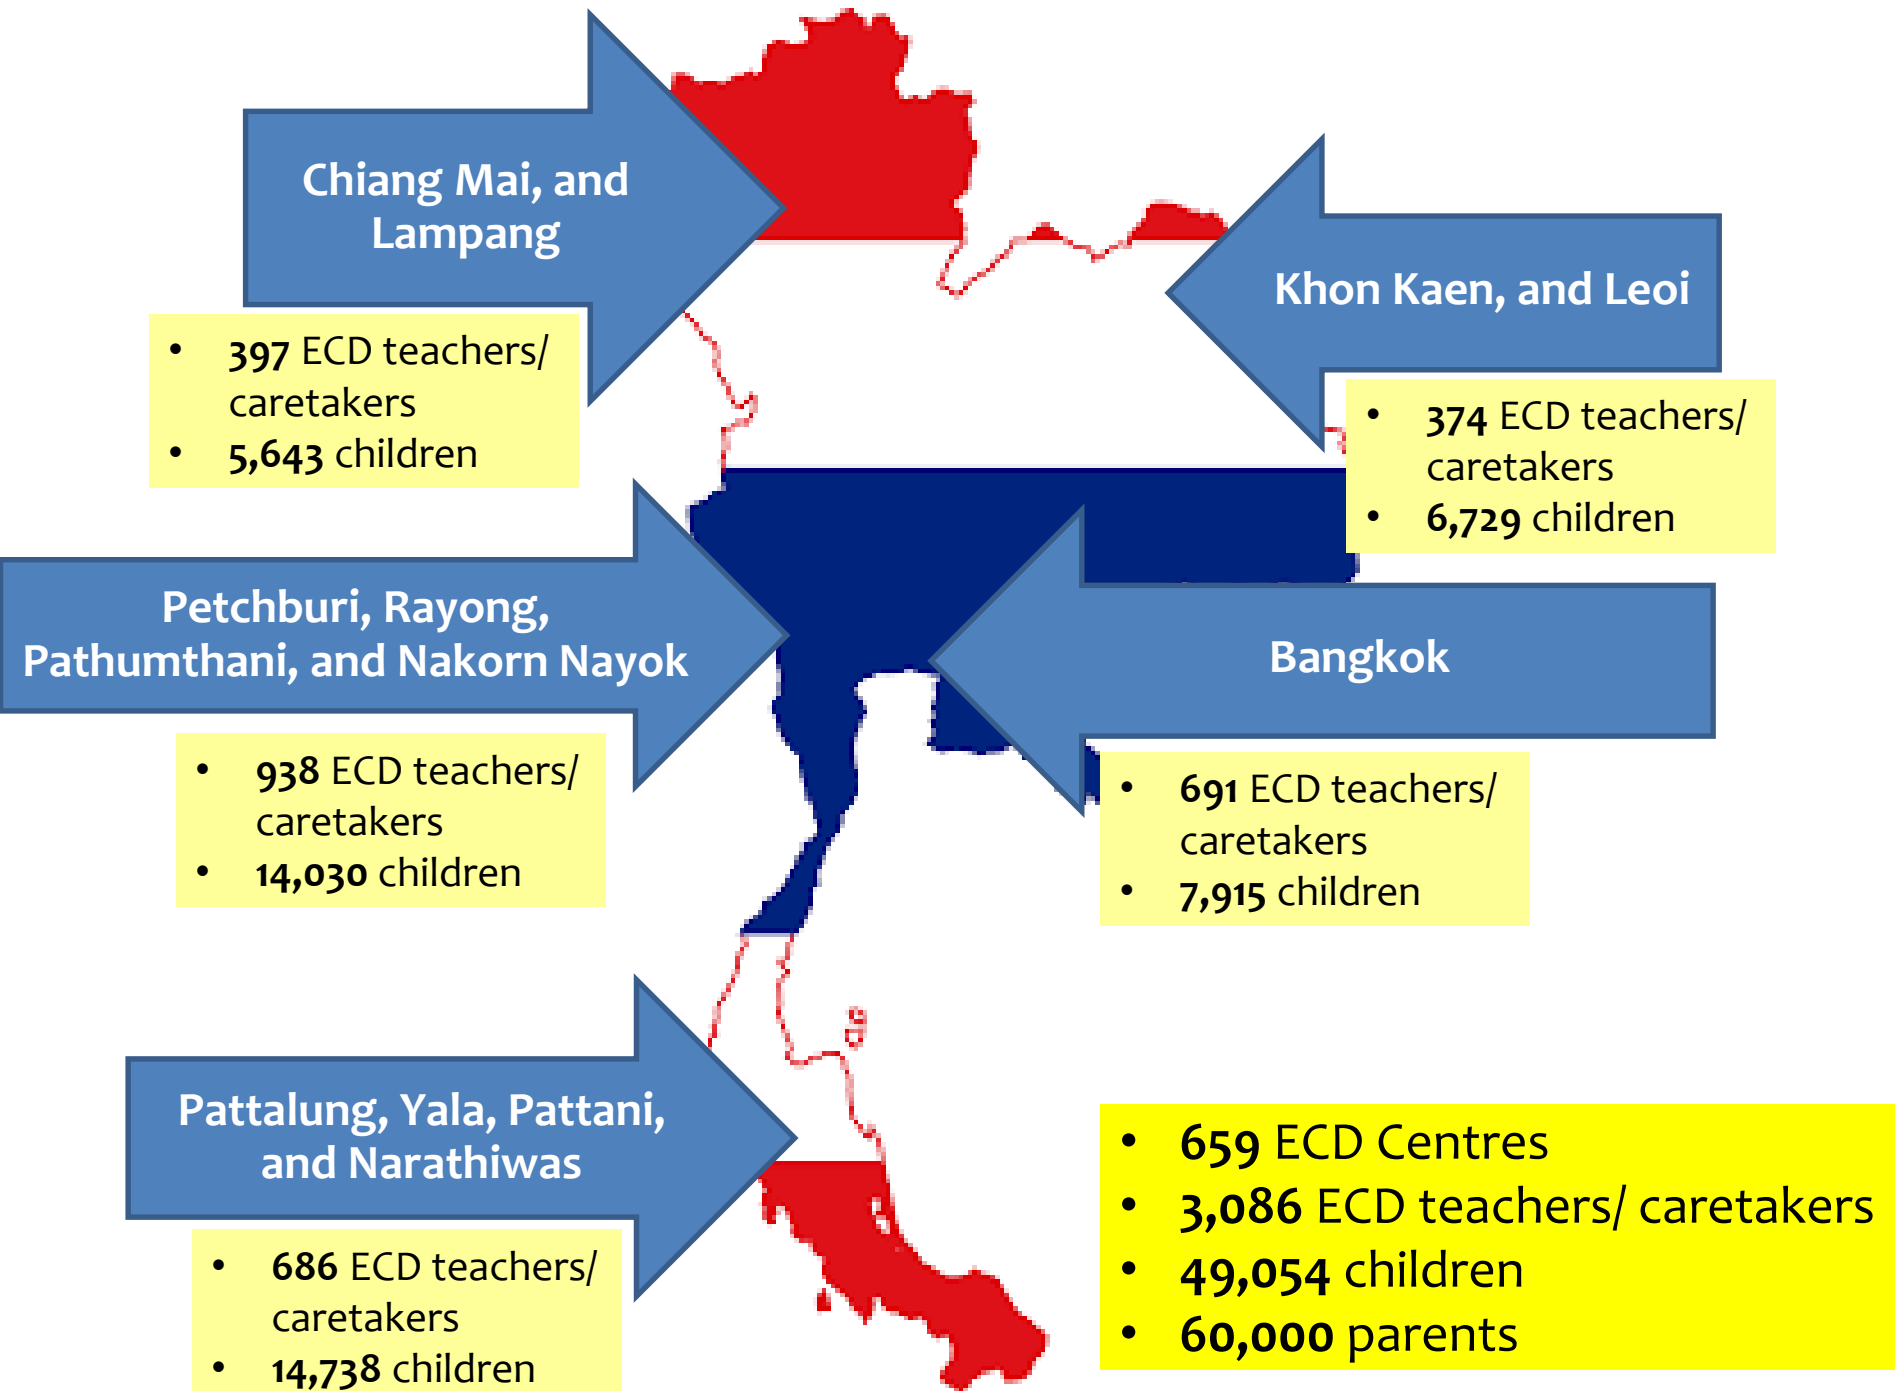 Chiang Mai, and
Lampang
• 397 ECD teachers/
caretakers
• 5,643 children
Khon Kaen, and Leoi
• 374 ECD teachers/
caretakers
• 6,729 children
Petchburi, Rayong,
Pathumthani, and Nakorn Nayok
• 938 ECD teachers/
caretakers
• 14,030 children
Bangkok
• 691 ECD teachers/
caretakers
• 7,915 children
Pattalung, Yala, Pattani,
and Narathiwas
• 686 ECD teachers/
caretakers
• 14,738 children
• 659 ECD Centres
• 3,086 ECD teachers/ caretakers
• 49,054 children
• 60,000 parents